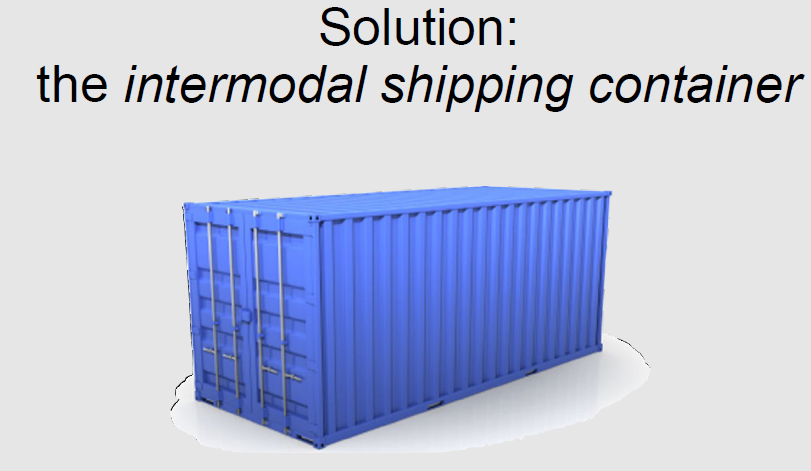 Solution:
the intermodal shipping container